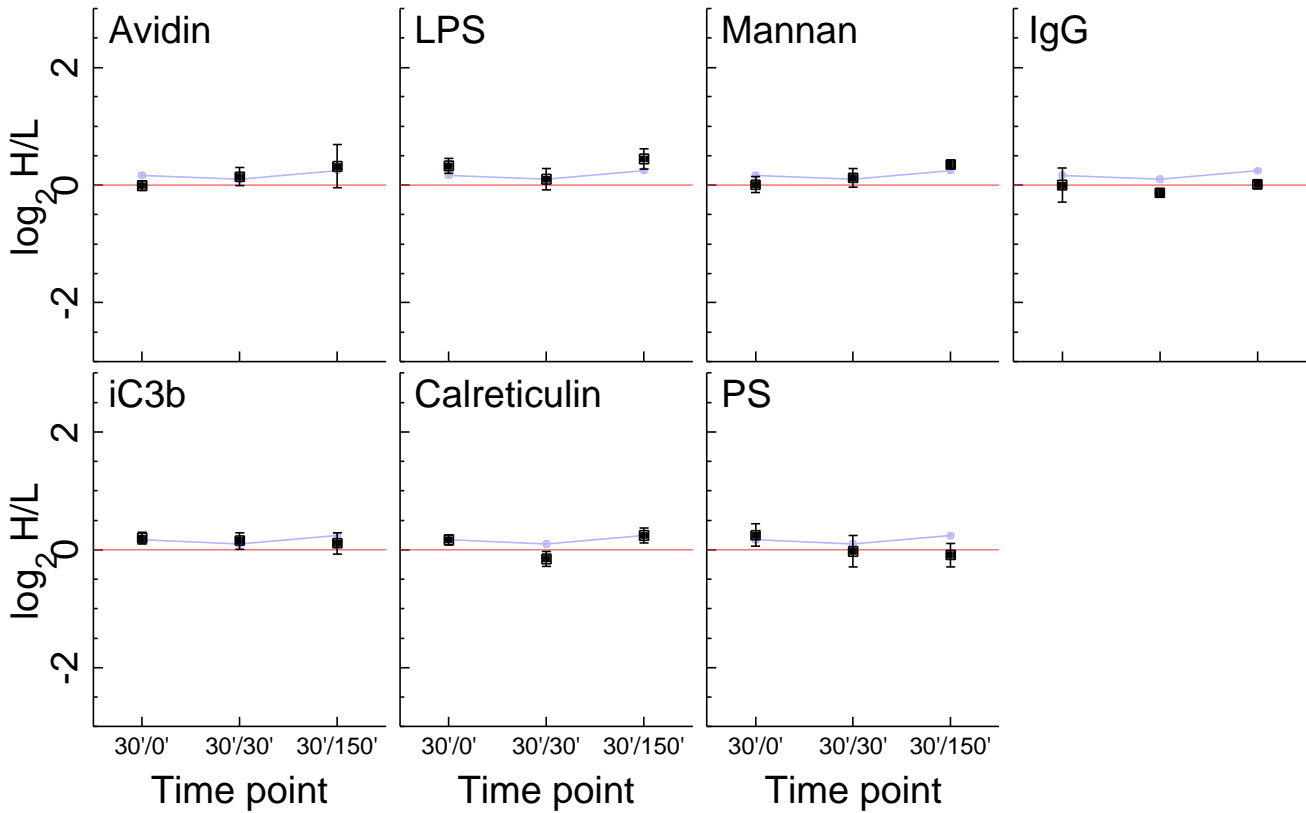 Avidin LPS Mannan IgG
log₂ H/L
2
0
-2
iC3b Calreticulin PS
log₂ H/L
2
0
-2
30'/0' 30'/30' 30'/150' 30'/0' 30'/30' 30'/150' 30'/0' 30'/30' 30'/150'
Time point Time point Time point